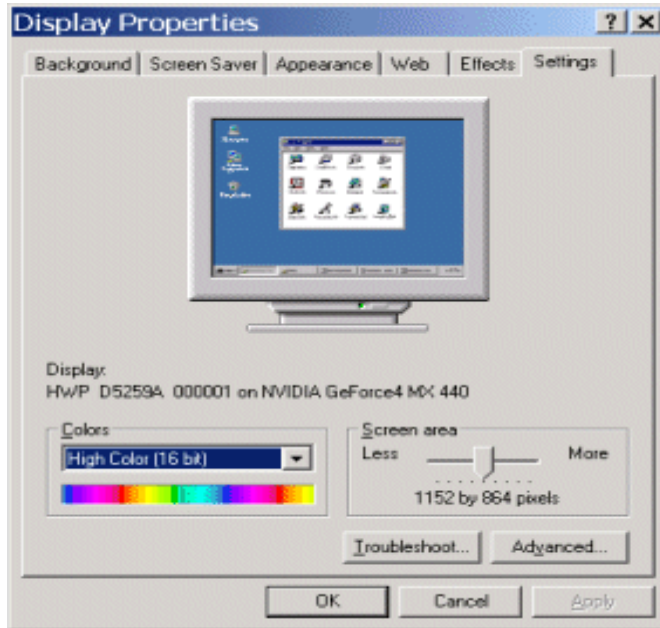 Display Properties
? ×
Background Screen Saver Appearance Web Effects Settings
Display:
HWP D5259A 000001 on NVIDIA GeForce4 MX 440
Colors
High Color (16 bit)
Screen area
Less More
1152 by 864 pixels
Troubleshoot... Advanced...
OK Cancel Apply